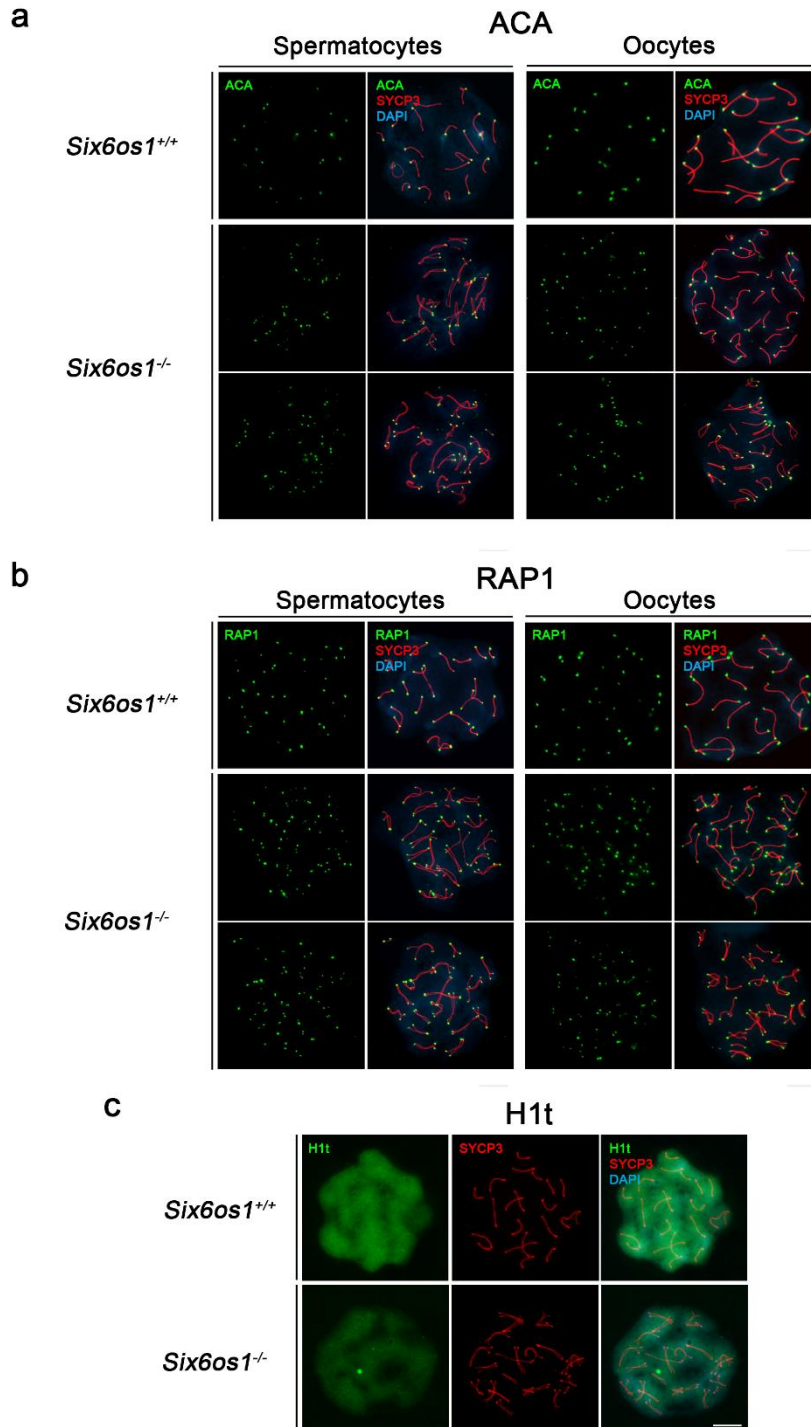 a
ACA
Spermatocytes Oocytes
ACA ACA SYCP3 DAPI ACA ACA SYCP3 DAPI
Six6os1+/+
Six6os1-/-
b
RAP1
Spermatocytes Oocytes
RAP1 RAP1 SYCP3 DAPI RAP1 RAP1 SYCP3 DAPI
Six6os1+/+
Six6os1-/-
c
H1t
H1t SYCP3 H1t SYCP3 DAPI
Six6os1+/+
Six6os1-/-